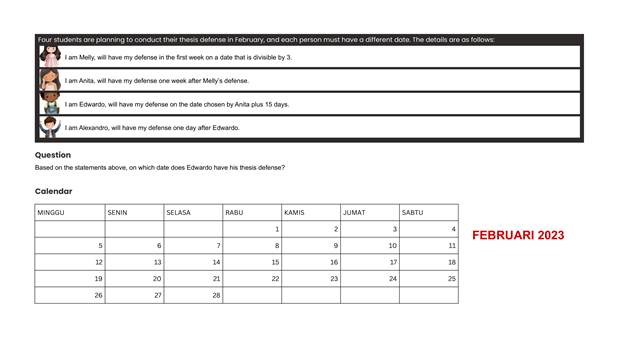 Four students are planning to conduct their thesis defense in February, and each person must have a different date. The details are as follows:
I am Melly, will have my defense in the first week on a date that is divisible by 3.
I am Anita, will have my defense one week after Melly's defense.
I am Edwardo, will have my defense on the date chosen by Anita plus 15 days.
I am Alexandro, will have my defense one day after Edwardo.
Question
Based on the statements above, on which date does Edwardo have his thesis defense?
Calendar
MINGGU SENIN SELASA RABU KAMIS JUMAT SABTU
1 2 3 4
5 6 7 8 9 10 11
12 13 14 15 16 17 18
19 20 21 22 23 24 25
26 27 28
FEBRUARI 2023